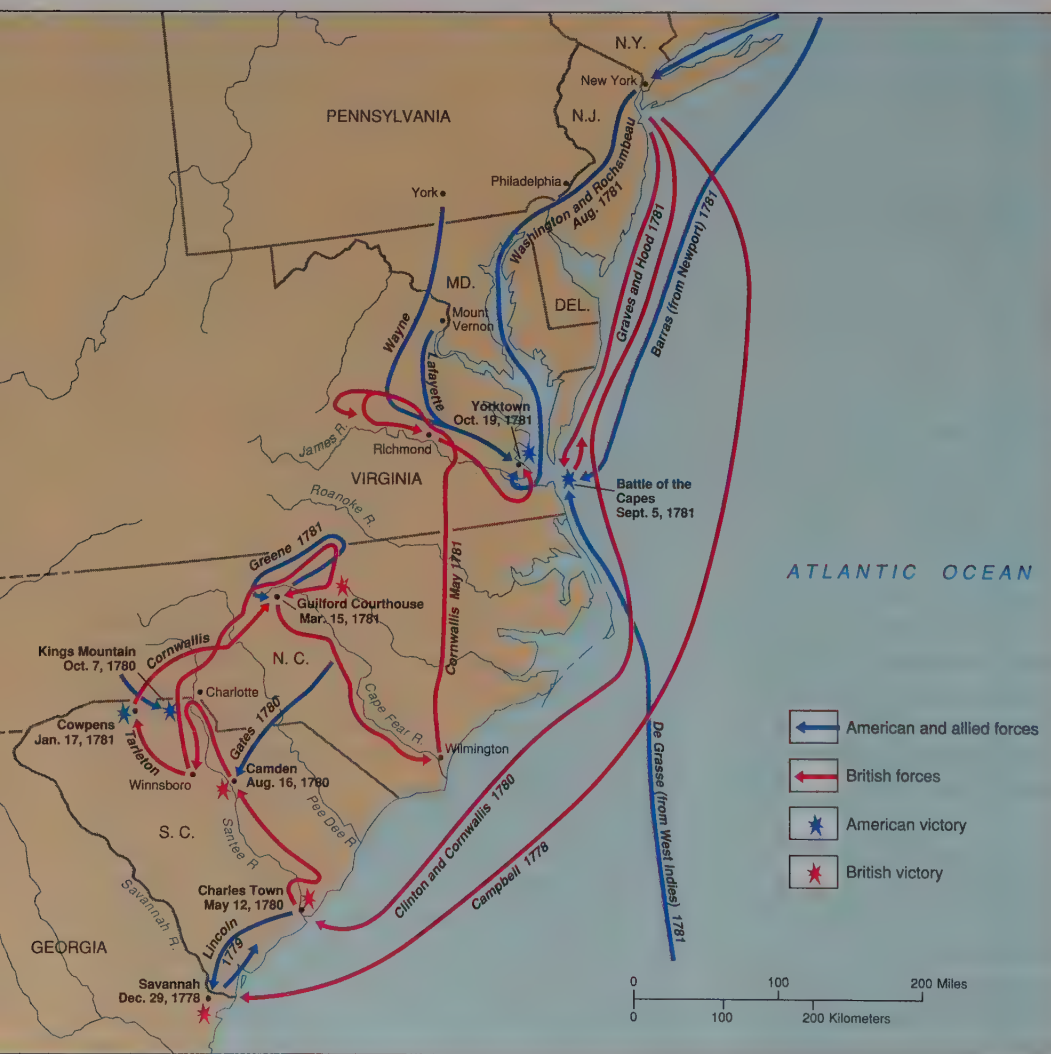 N.Y.
New York
PENNSYLVANIA
N.J.
Philadelphia
York
Washington and Rochambeau
Aug. 1781
Graves and Hood 1781
Barras (from Newport) 1781
MD.
DEL.
Mount
Vernon
Wayne
Lafayette
Yorktown
Oct. 19, 1781
James R.
Richmond
VIRGINIA
Battle of the
Capes
Sept. 5, 1781
Roanoke R.
Greene 1781
Cornwallis May 1781
ATLANTIC OCEAN
Guilford Courthouse
Mar. 15, 1781
Kings Mountain
Oct. 7, 1780
Cornwallis
N. C.
Charlotte
Cape Fear R.
Gates 1780
Cowpens
Jan. 17, 1781
Tarleton
Wilmington
Winnsboro
Camden
Aug. 16, 1780
Pee Dee R.
S. C.
Santee R.
De Grasse (from West Indies) 1781
Clinton and Cornwallis 1780
Campbell 1778
Savannah R.
Charles Town
May 12, 1780
Lincoln
1779
GEORGIA
Savannah
Dec. 29, 1778
American and allied forces
British forces
American victory
British victory
0 100 200 Miles
0 100 200 Kilometers